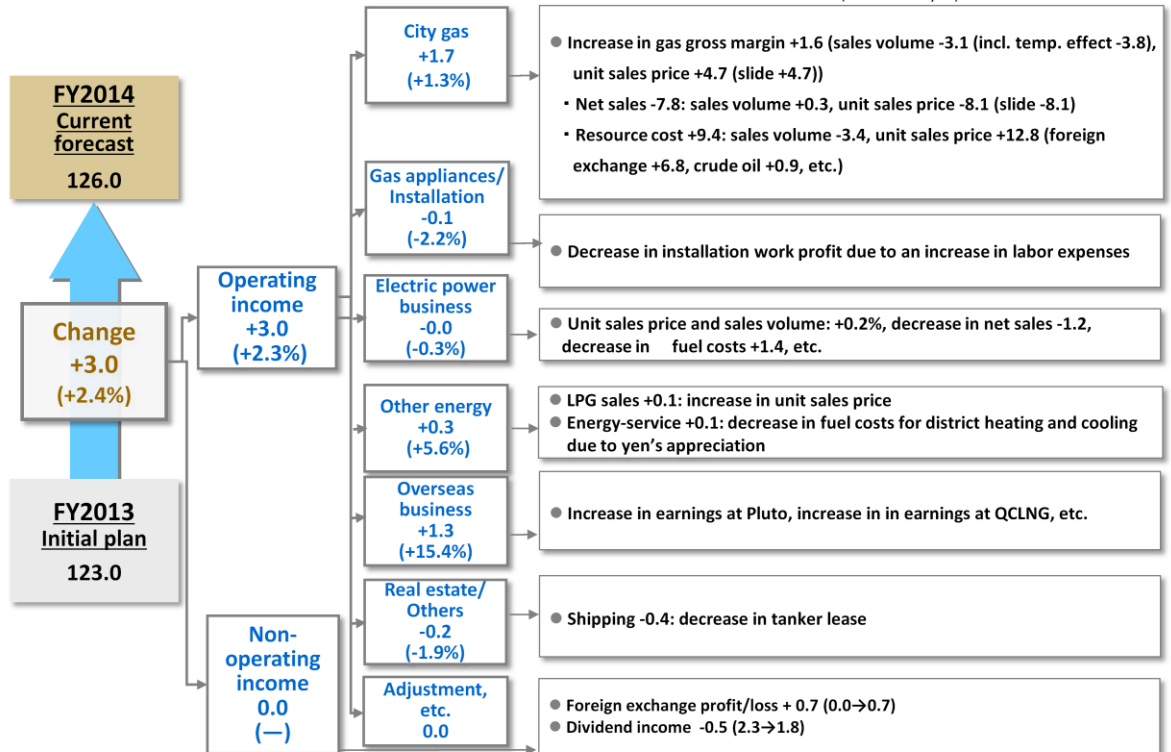 FY2014
Current
forecast
126.0
Change
+3.0
(+2.4%)
FY2013
Initial plan
123.0
Operating
income
+3.0
(+2.3%)
Non-
operating
income
0.0
(—)
City gas
+1.7
(+1.3%)
● Increase in gas gross margin +1.6 (sales volume -3.1 (incl. temp. effect -3.8),
unit sales price +4.7 (slide +4.7))
・Net sales -7.8: sales volume +0.3, unit sales price -8.1 (slide -8.1)
・Resource cost +9.4: sales volume -3.4, unit sales price +12.8 (foreign
exchange +6.8, crude oil +0.9, etc.)
Gas appliances/
Installation
-0.1
(-2.2%)
● Decrease in installation work profit due to an increase in labor expenses
Electric power
business
-0.0
(-0.3%)
● Unit sales price and sales volume: +0.2%, decrease in net sales -1.2,
decrease in fuel costs +1.4, etc.
Other energy
+0.3
(+5.6%)
● LPG sales +0.1: increase in unit sales price
● Energy-service +0.1: decrease in fuel costs for district heating and cooling
due to yen's appreciation
Overseas
business
+1.3
(+15.4%)
● Increase in earnings at Pluto, increase in in earnings at QCLNG, etc.
Real estate/
Others
-0.2
(-1.9%)
● Shipping -0.4: decrease in tanker lease
Adjustment,
etc.
0.0
● Foreign exchange profit/loss + 0.7 (0.0→0.7)
● Dividend income -0.5 (2.3→1.8)